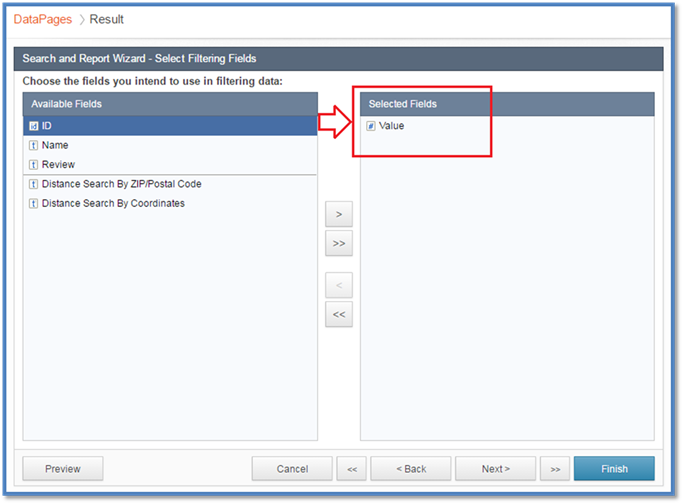 DataPages > Result
Search and Report Wizard - Select Filtering Fields
Choose the fields you intend to use in filtering data:
Available Fields
id ID
t Name
t Review
t Distance Search By ZIP/Postal Code
t Distance Search By Coordinates
>
>>
<
<<
Selected Fields
# Value
Preview
Cancel
<<
< Back
Next >
>>
Finish